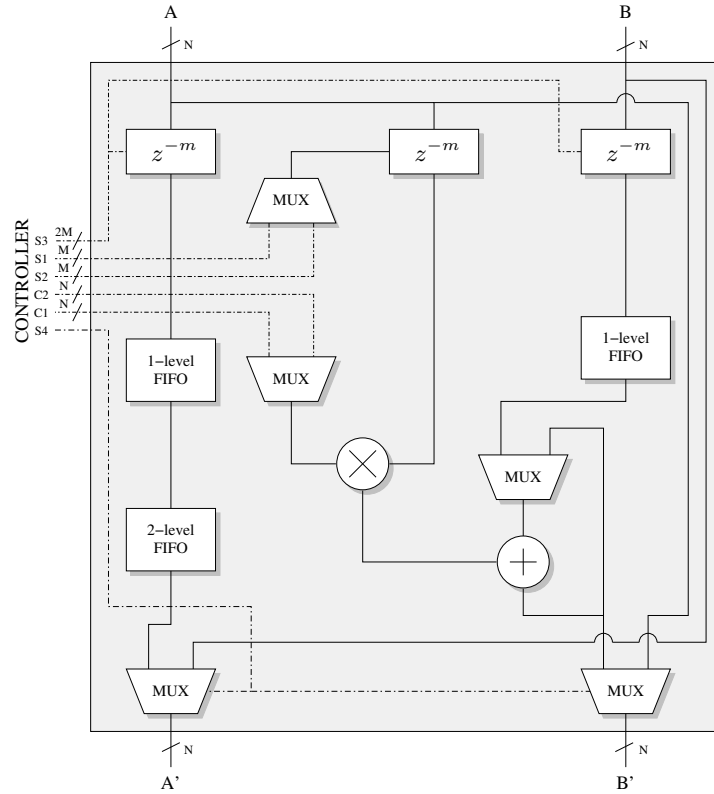 A
B
N
N
z^{-m}
z^{-m}
z^{-m}
MUX
CONTROLLER
S3
2M
S1
M
S2
M
C2
N
C1
N
S4
1-level
FIFO
MUX
1-level
FIFO
MUX
2-level
FIFO
MUX
MUX
N
N
A'
B'